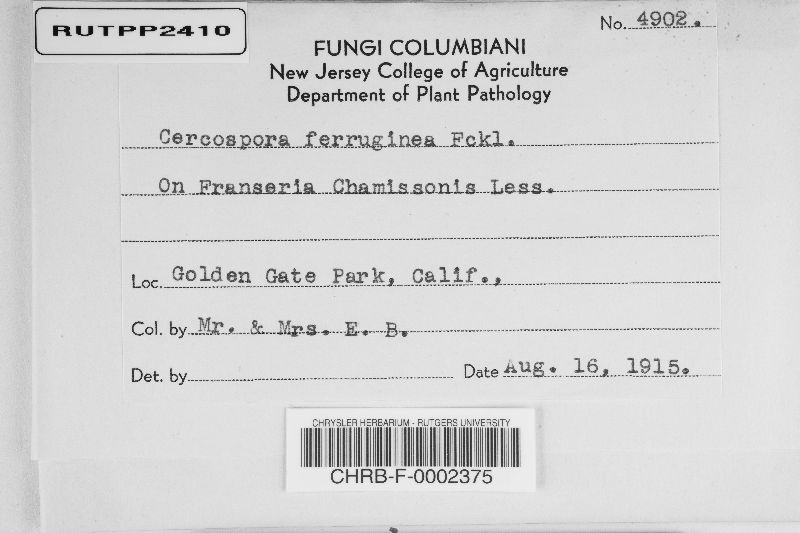 RUTPP2410
No. 4902.
FUNGI COLUMBIANI
New Jersey College of Agriculture
Department of Plant Pathology
Cercospora ferruginea Fckl.
On Franseria Chamissonis Less.
Loc. Golden Gate Park, Calif.,
Col. by Mr. & Mrs. E. B.
Det. by Date Aug. 16, 1915.
CHRYSLER HERBARIUM - RUTGERS UNIVERSITY
CHRB-F-0002375